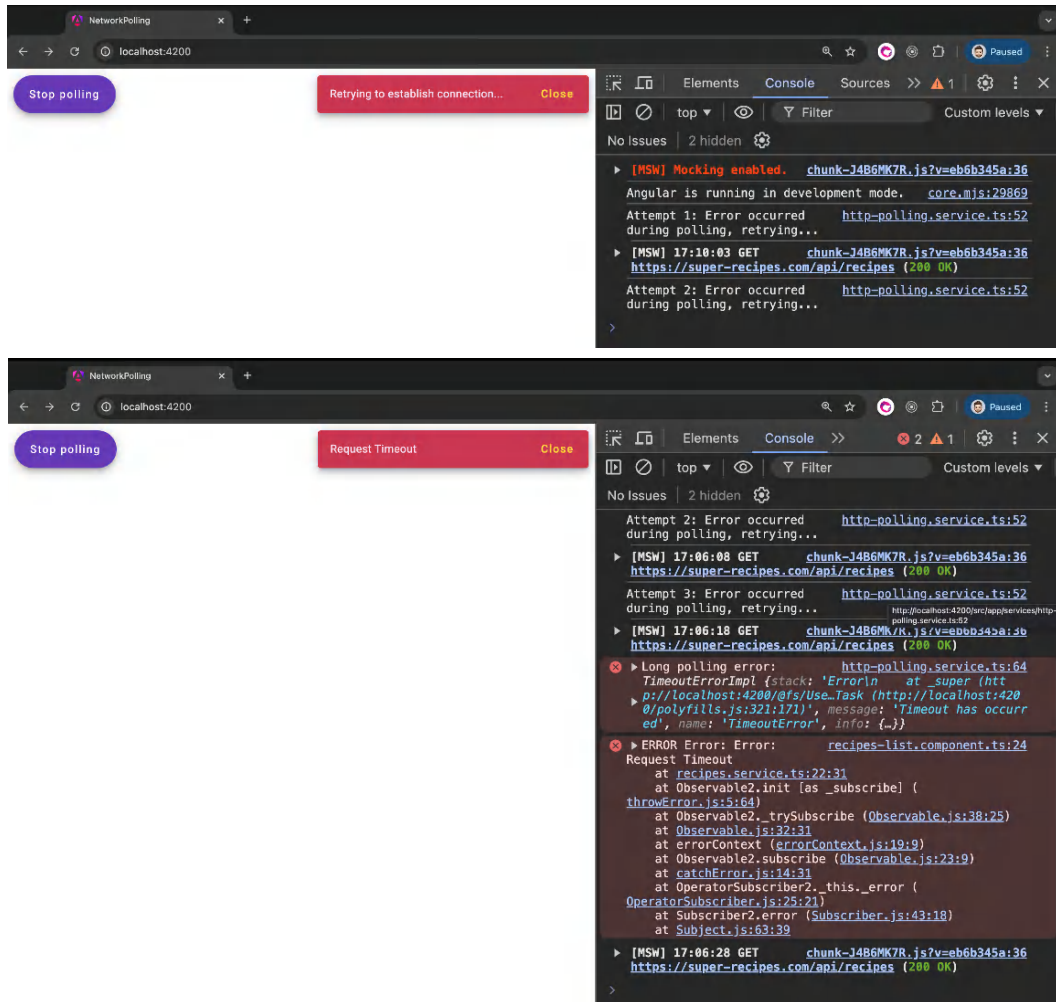 NetworkPolling
localhost:4200
Paused
Stop polling
Retrying to establish connection...
Close
Elements Console Sources 1
top Filter Custom levels
No Issues 2 hidden
[MSW] Mocking enabled. chunk-J4B6MK7R.js?v=eb6b345a:36
Angular is running in development mode. core.mjs:29869
Attempt 1: Error occurred http-polling.service.ts:52
during polling, retrying...
[MSW] 17:10:03 GET chunk-J4B6MK7R.js?v=eb6b345a:36
https://super-recipes.com/api/recipes (200 OK)
Attempt 2: Error occurred http-polling.service.ts:52
during polling, retrying...
NetworkPolling
localhost:4200
Paused
Stop polling
Request Timeout
Close
Elements Console 2 1
top Filter Custom levels
No Issues 2 hidden
Attempt 2: Error occurred http-polling.service.ts:52
during polling, retrying...
[MSW] 17:06:08 GET chunk-J4B6MK7R.js?v=eb6b345a:36
https://super-recipes.com/api/recipes (200 OK)
Attempt 3: Error occurred http-polling.service.ts:52
during polling, retrying...
http://localhost:4200/src/app/services/http-
polling.service.ts:52
[MSW] 17:06:18 GET chunk-J4B6MK7R.js?v=eb6b345a:36
https://super-recipes.com/api/recipes (200 OK)
Long polling error: http-polling.service.ts:64
TimeoutErrorImpl {stack: 'Error\n    at _super (htt
p://localhost:4200/@fs/Use…Task (http://localhost:420
0/polyfills.js:321:171)', message: 'Timeout has occurr
ed', name: 'TimeoutError', info: {…}}
ERROR Error: Error: recipes-list.component.ts:24
Request Timeout
at recipes.service.ts:22:31
at Observable2.init [as _subscribe] (
throwError.js:5:64)
at Observable2._trySubscribe (Observable.js:38:25)
at Observable.js:32:31
at errorContext (errorContext.js:19:9)
at Observable2.subscribe (Observable.js:23:9)
at catchError.js:14:31
at OperatorSubscriber2._this._error (
OperatorSubscriber.js:25:21)
at Subscriber2.error (Subscriber.js:43:18)
at Subject.js:63:39
[MSW] 17:06:28 GET chunk-J4B6MK7R.js?v=eb6b345a:36
https://super-recipes.com/api/recipes (200 OK)